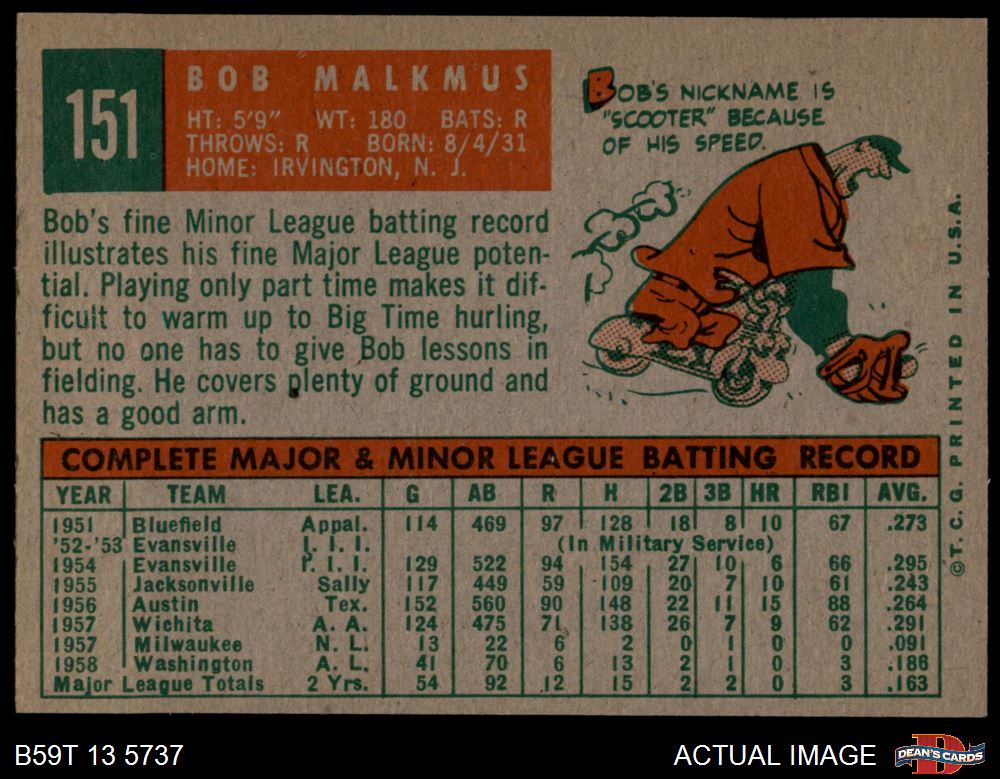 151
BOB MALKMUS
HT: 5'9" WT: 180 BATS: R
THROWS: R BORN: 8/4/31
HOME: IRVINGTON, N. J.
BOB'S NICKNAME IS
"SCOOTER" BECAUSE
OF HIS SPEED.
Bob's fine Minor League batting record
illustrates his fine Major League poten-
tial. Playing only part time makes it dif-
ficult to warm up to Big Time hurling,
but no one has to give Bob lessons in
fielding. He covers plenty of ground and
has a good arm.
©T. C. G. PRINTED IN U.S.A.
COMPLETE MAJOR & MINOR LEAGUE BATTING RECORD
YEAR TEAM LEA. G AB R H 2B 3B HR RBI AVG.
1951 Bluefield Appal. 114 469 97 128 18 8 10 67 .273
'52-'53 Evansville I. I. I. (In Military Service)
1954 Evansville I. I. I. 129 522 94 154 27 10 6 66 .295
1955 Jacksonville Sally 117 449 59 109 20 7 10 61 .243
1956 Austin Tex. 152 560 90 148 22 11 15 88 .264
1957 Wichita A. A. 124 475 71 138 26 7 9 62 .291
1957 Milwaukee N. L. 13 22 6 2 0 1 0 0 .091
1958 Washington A. L. 41 70 6 13 2 1 0 3 .186
Major League Totals 2 Yrs. 54 92 12 15 2 2 0 3 .163
B59T 13 5737
ACTUAL IMAGE
D
DEAN'S CARDS